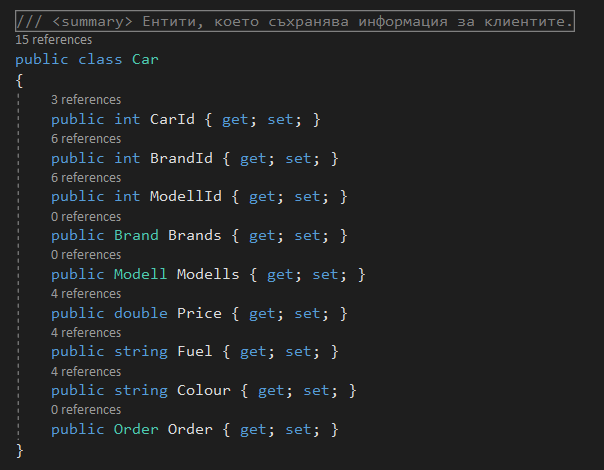 /// <summary> Ентити, което съхранява информация за клиентите.
15 references
public class Car
{
3 references
public int CarId { get; set; }
6 references
public int BrandId { get; set; }
6 references
public int ModellId { get; set; }
0 references
public Brand Brands { get; set; }
0 references
public Modell Modells { get; set; }
4 references
public double Price { get; set; }
4 references
public string Fuel { get; set; }
4 references
public string Colour { get; set; }
0 references
public Order Order { get; set; }
}